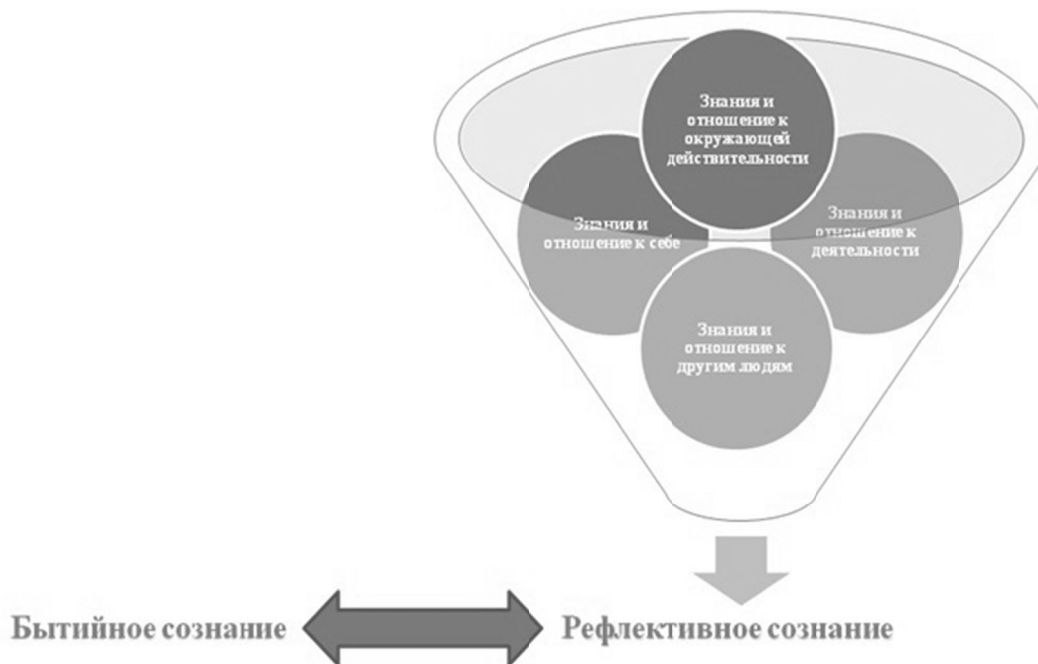 Знания и
отношение к
окружающей
действительности
Знания и
отношение к себе
Знания и
отношение к
деятельности
Знания и
отношение к
другим людям
Бытийное сознание
Рефлективное сознание